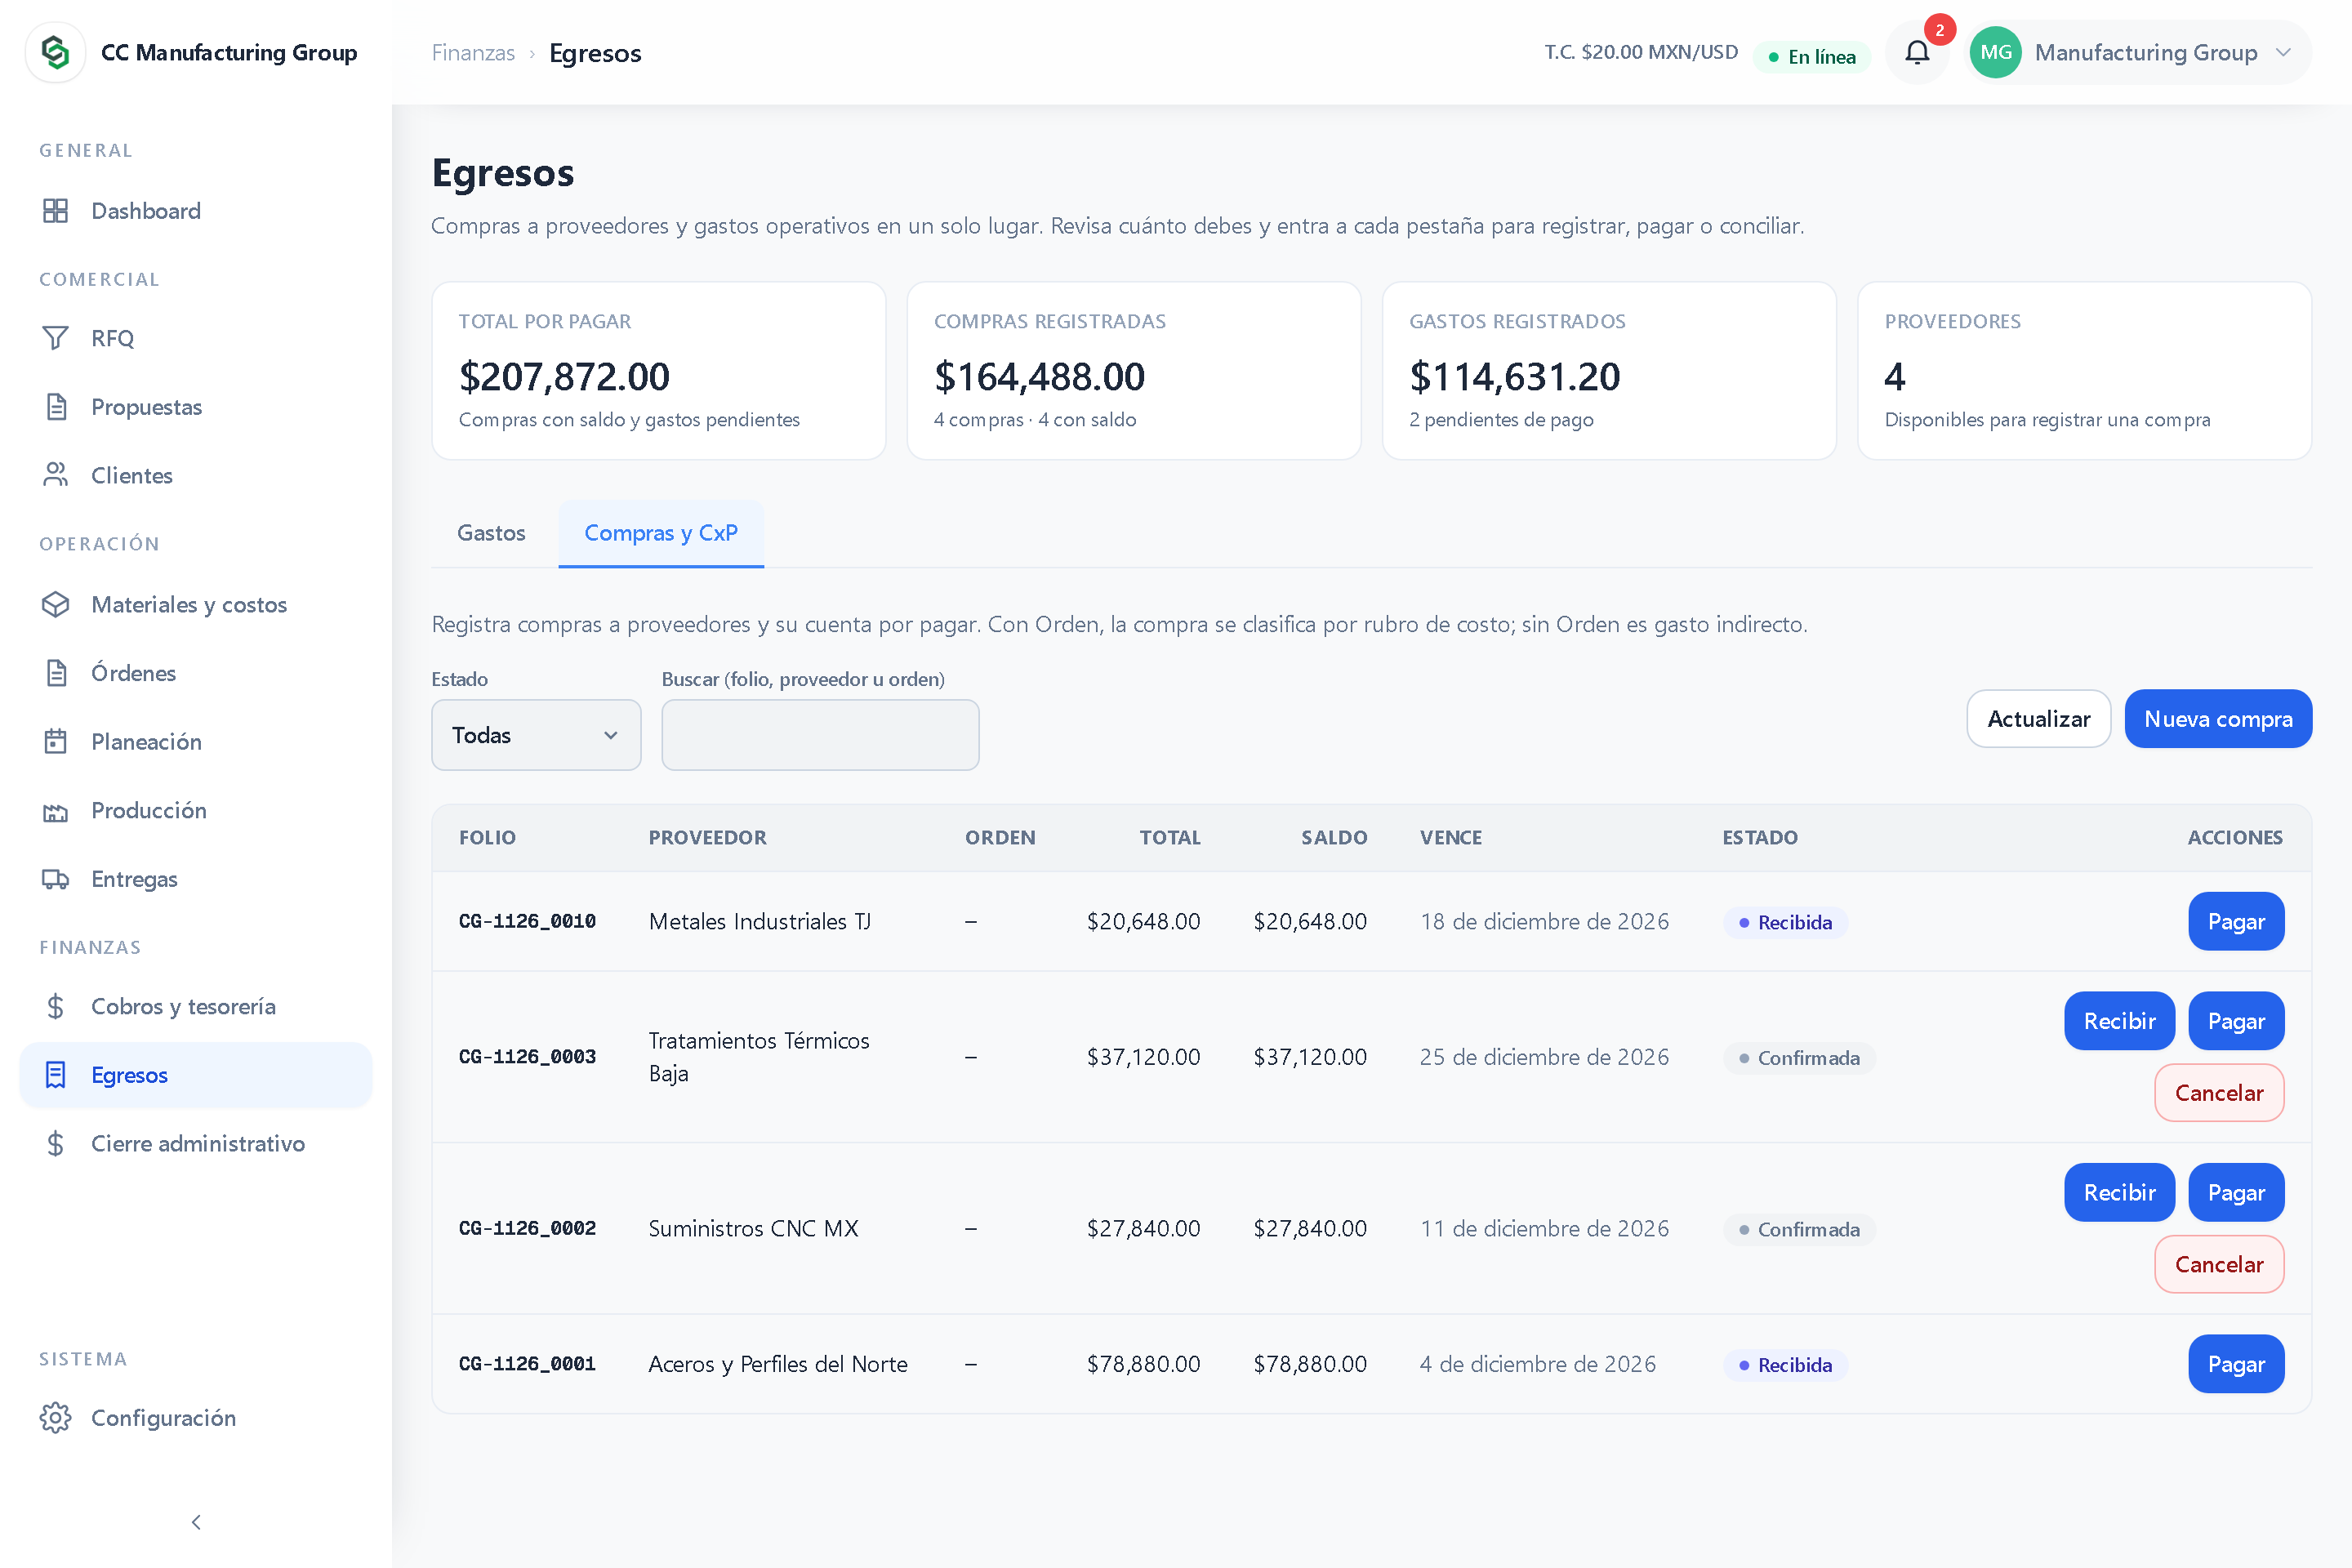 CC Manufacturing Group
Finanzas › Egresos
T.C. $20.00 MXN/USD
En línea
2
MG
Manufacturing Group
GENERAL
Dashboard
COMERCIAL
RFQ
Propuestas
Clientes
OPERACIÓN
Materiales y costos
Órdenes
Planeación
Producción
Entregas
FINANZAS
Cobros y tesorería
Egresos
Cierre administrativo
SISTEMA
Configuración
Egresos
Compras a proveedores y gastos operativos en un solo lugar. Revisa cuánto debes y entra a cada pestaña para registrar, pagar o conciliar.
TOTAL POR PAGAR
$207,872.00
Compras con saldo y gastos pendientes
COMPRAS REGISTRADAS
$164,488.00
4 compras · 4 con saldo
GASTOS REGISTRADOS
$114,631.20
2 pendientes de pago
PROVEEDORES
4
Disponibles para registrar una compra
Gastos
Compras y CxP
Registra compras a proveedores y su cuenta por pagar. Con Orden, la compra se clasifica por rubro de costo; sin Orden es gasto indirecto.
Estado
Todas
Buscar (folio, proveedor u orden)
Actualizar
Nueva compra
FOLIO PROVEEDOR ORDEN TOTAL SALDO VENCE ESTADO ACCIONES
CG-1126_0010 Metales Industriales TJ – $20,648.00 $20,648.00 18 de diciembre de 2026 Recibida Pagar
CG-1126_0003 Tratamientos Térmicos Baja – $37,120.00 $37,120.00 25 de diciembre de 2026 Confirmada Recibir Pagar Cancelar
CG-1126_0002 Suministros CNC MX – $27,840.00 $27,840.00 11 de diciembre de 2026 Confirmada Recibir Pagar Cancelar
CG-1126_0001 Aceros y Perfiles del Norte – $78,880.00 $78,880.00 4 de diciembre de 2026 Recibida Pagar